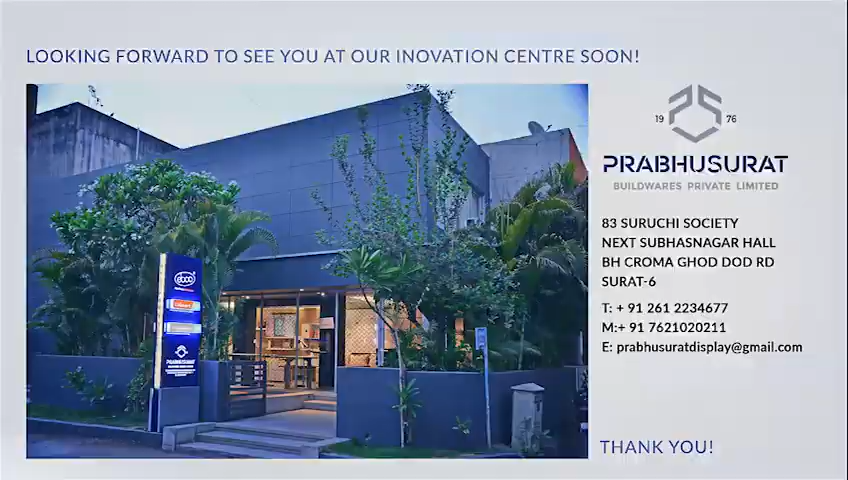 LOOKING FORWARD TO SEE YOU AT OUR INOVATION CENTRE SOON!
19 76
PRABHUSURAT
BUILDWARES PRIVATE LIMITED
83 SURUCHI SOCIETY
NEXT SUBHASNAGAR HALL
BH CROMA GHOD DOD RD
SURAT-6
T: + 91 261 2234677
M:+ 91 7621020211
E: prabhusuratdisplay@gmail.com
ebco
PRABHUSURAT
THANK YOU!